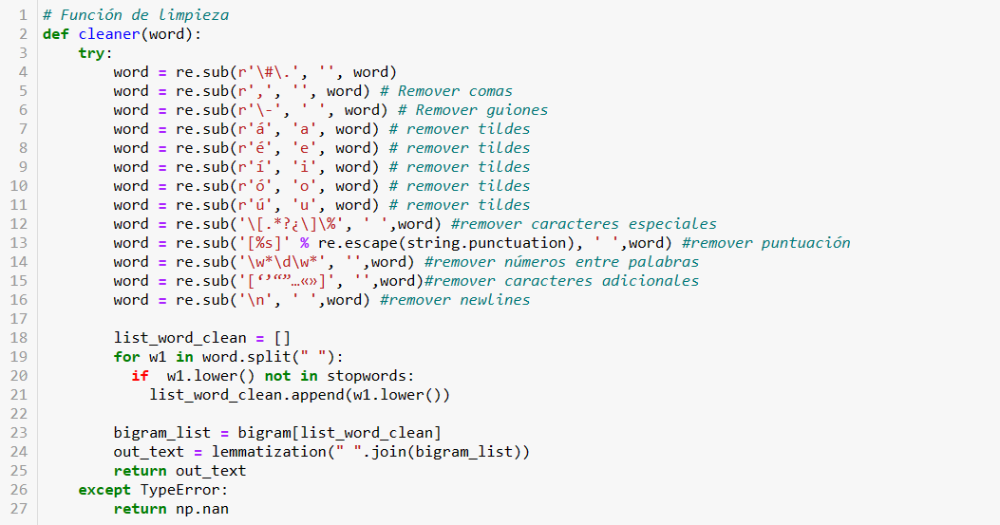 1 # Función de limpieza
2 def cleaner(word):
3     try:
4         word = re.sub(r'\#\.', '', word)
5         word = re.sub(r',', '', word) # Remover comas
6         word = re.sub(r'\-', ' ', word) # Remover guiones
7         word = re.sub(r'á', 'a', word) # remover tildes
8         word = re.sub(r'é', 'e', word) # remover tildes
9         word = re.sub(r'í', 'i', word) # remover tildes
10         word = re.sub(r'ó', 'o', word) # remover tildes
11         word = re.sub(r'ú', 'u', word) # remover tildes
12         word = re.sub('\[.*?¿\]\%', ' ',word) #remover caracteres especiales
13         word = re.sub('[%s]' % re.escape(string.punctuation), ' ',word) #remover puntuación
14         word = re.sub('\w*\d\w*', '',word) #remover números entre palabras
15         word = re.sub('[‘’“”…«»]', '',word)#remover caracteres adicionales
16         word = re.sub('\n', ' ',word) #remover newlines
17
18         list_word_clean = []
19         for w1 in word.split(" "):
20           if  w1.lower() not in stopwords:
21             list_word_clean.append(w1.lower())
22
23         bigram_list = bigram[list_word_clean]
24         out_text = lemmatization(" ".join(bigram_list))
25         return out_text
26     except TypeError:
27         return np.nan